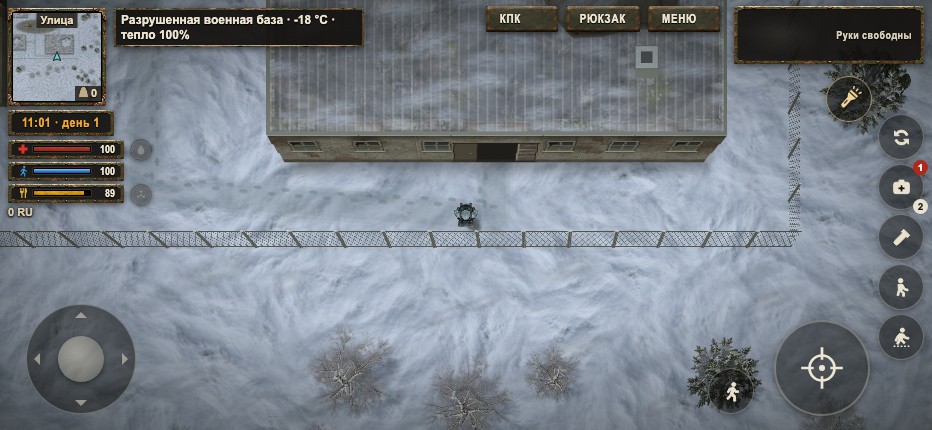 Улица
0
Разрушенная военная база · -18 °C ·
тепло 100%
КПК
РЮКЗАК
МЕНЮ
Руки свободны
11:01 · день 1
100
100
89
0 RU
1
2